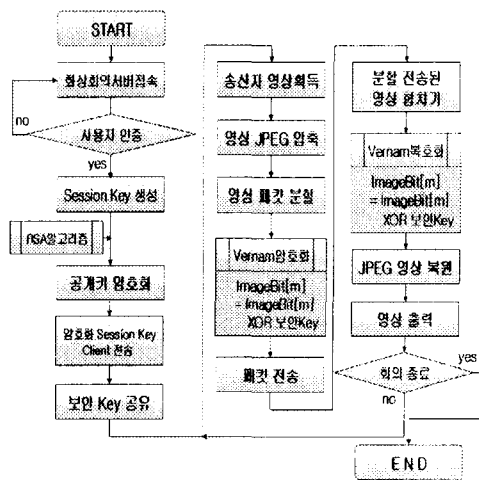 START
화상회의서버접속
no
사용자 인증
yes
Session Key 생성
RSA알고리즘
공개키 암호화
암호화 Session Key
Client 전송
보안 Key 공유
송신자 영상획득
영상 JPEG 압축
영상 패킷 분할
Vernam암호화
ImageBit[m]
= ImageBit[m]
XOR 보안Key
패킷 전송
분할 전송된
영상 합치기
Vernam복호화
ImageBit[m]
= ImageBit[m]
XOR 보안Key
JPEG 영상 복원
영상 출력
회의 종료
yes
no
END